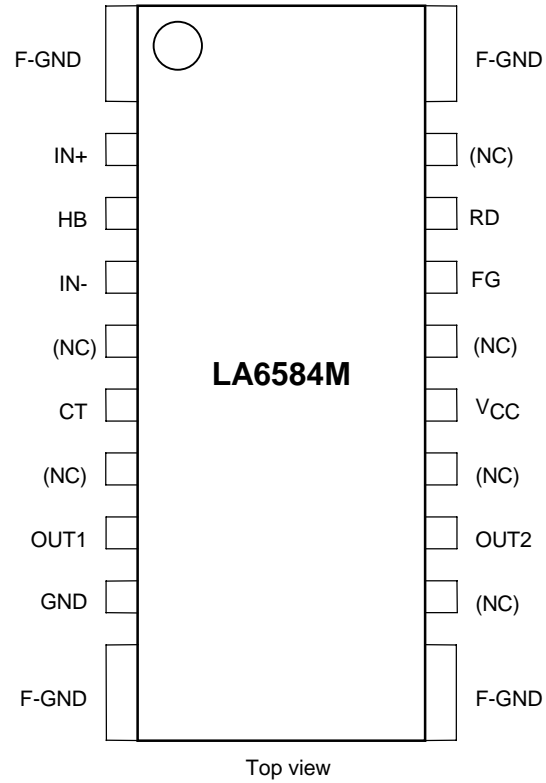 F-GND F-GND
IN+ (NC)
HB RD
IN- FG
(NC) (NC)
LA6584M
CT VCC
(NC) (NC)
OUT1 OUT2
GND (NC)
F-GND F-GND
Top view